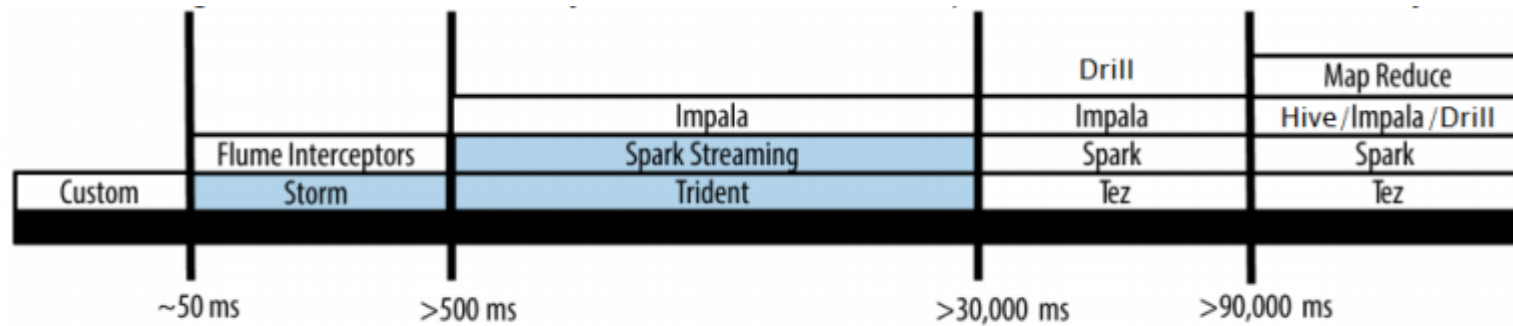 Drill Map Reduce
Impala Impala Hive/Impala/Drill
Flume Interceptors Spark Streaming Spark Spark
Custom Storm Trident Tez Tez
~50 ms >500 ms >30,000 ms >90,000 ms